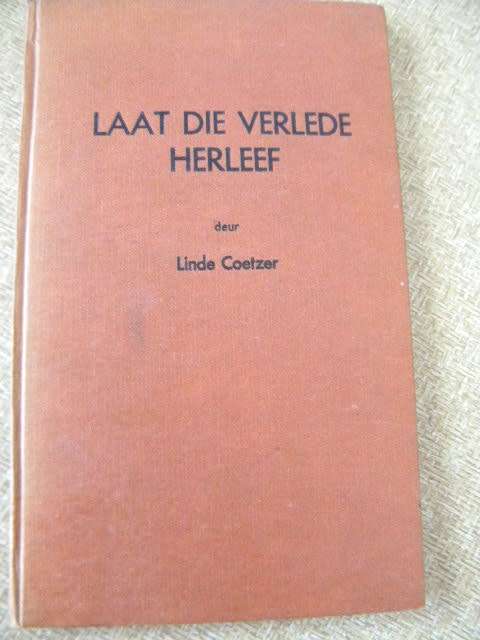 LAAT DIE VERLEDE
HERLEEF
deur
Linde Coetzer